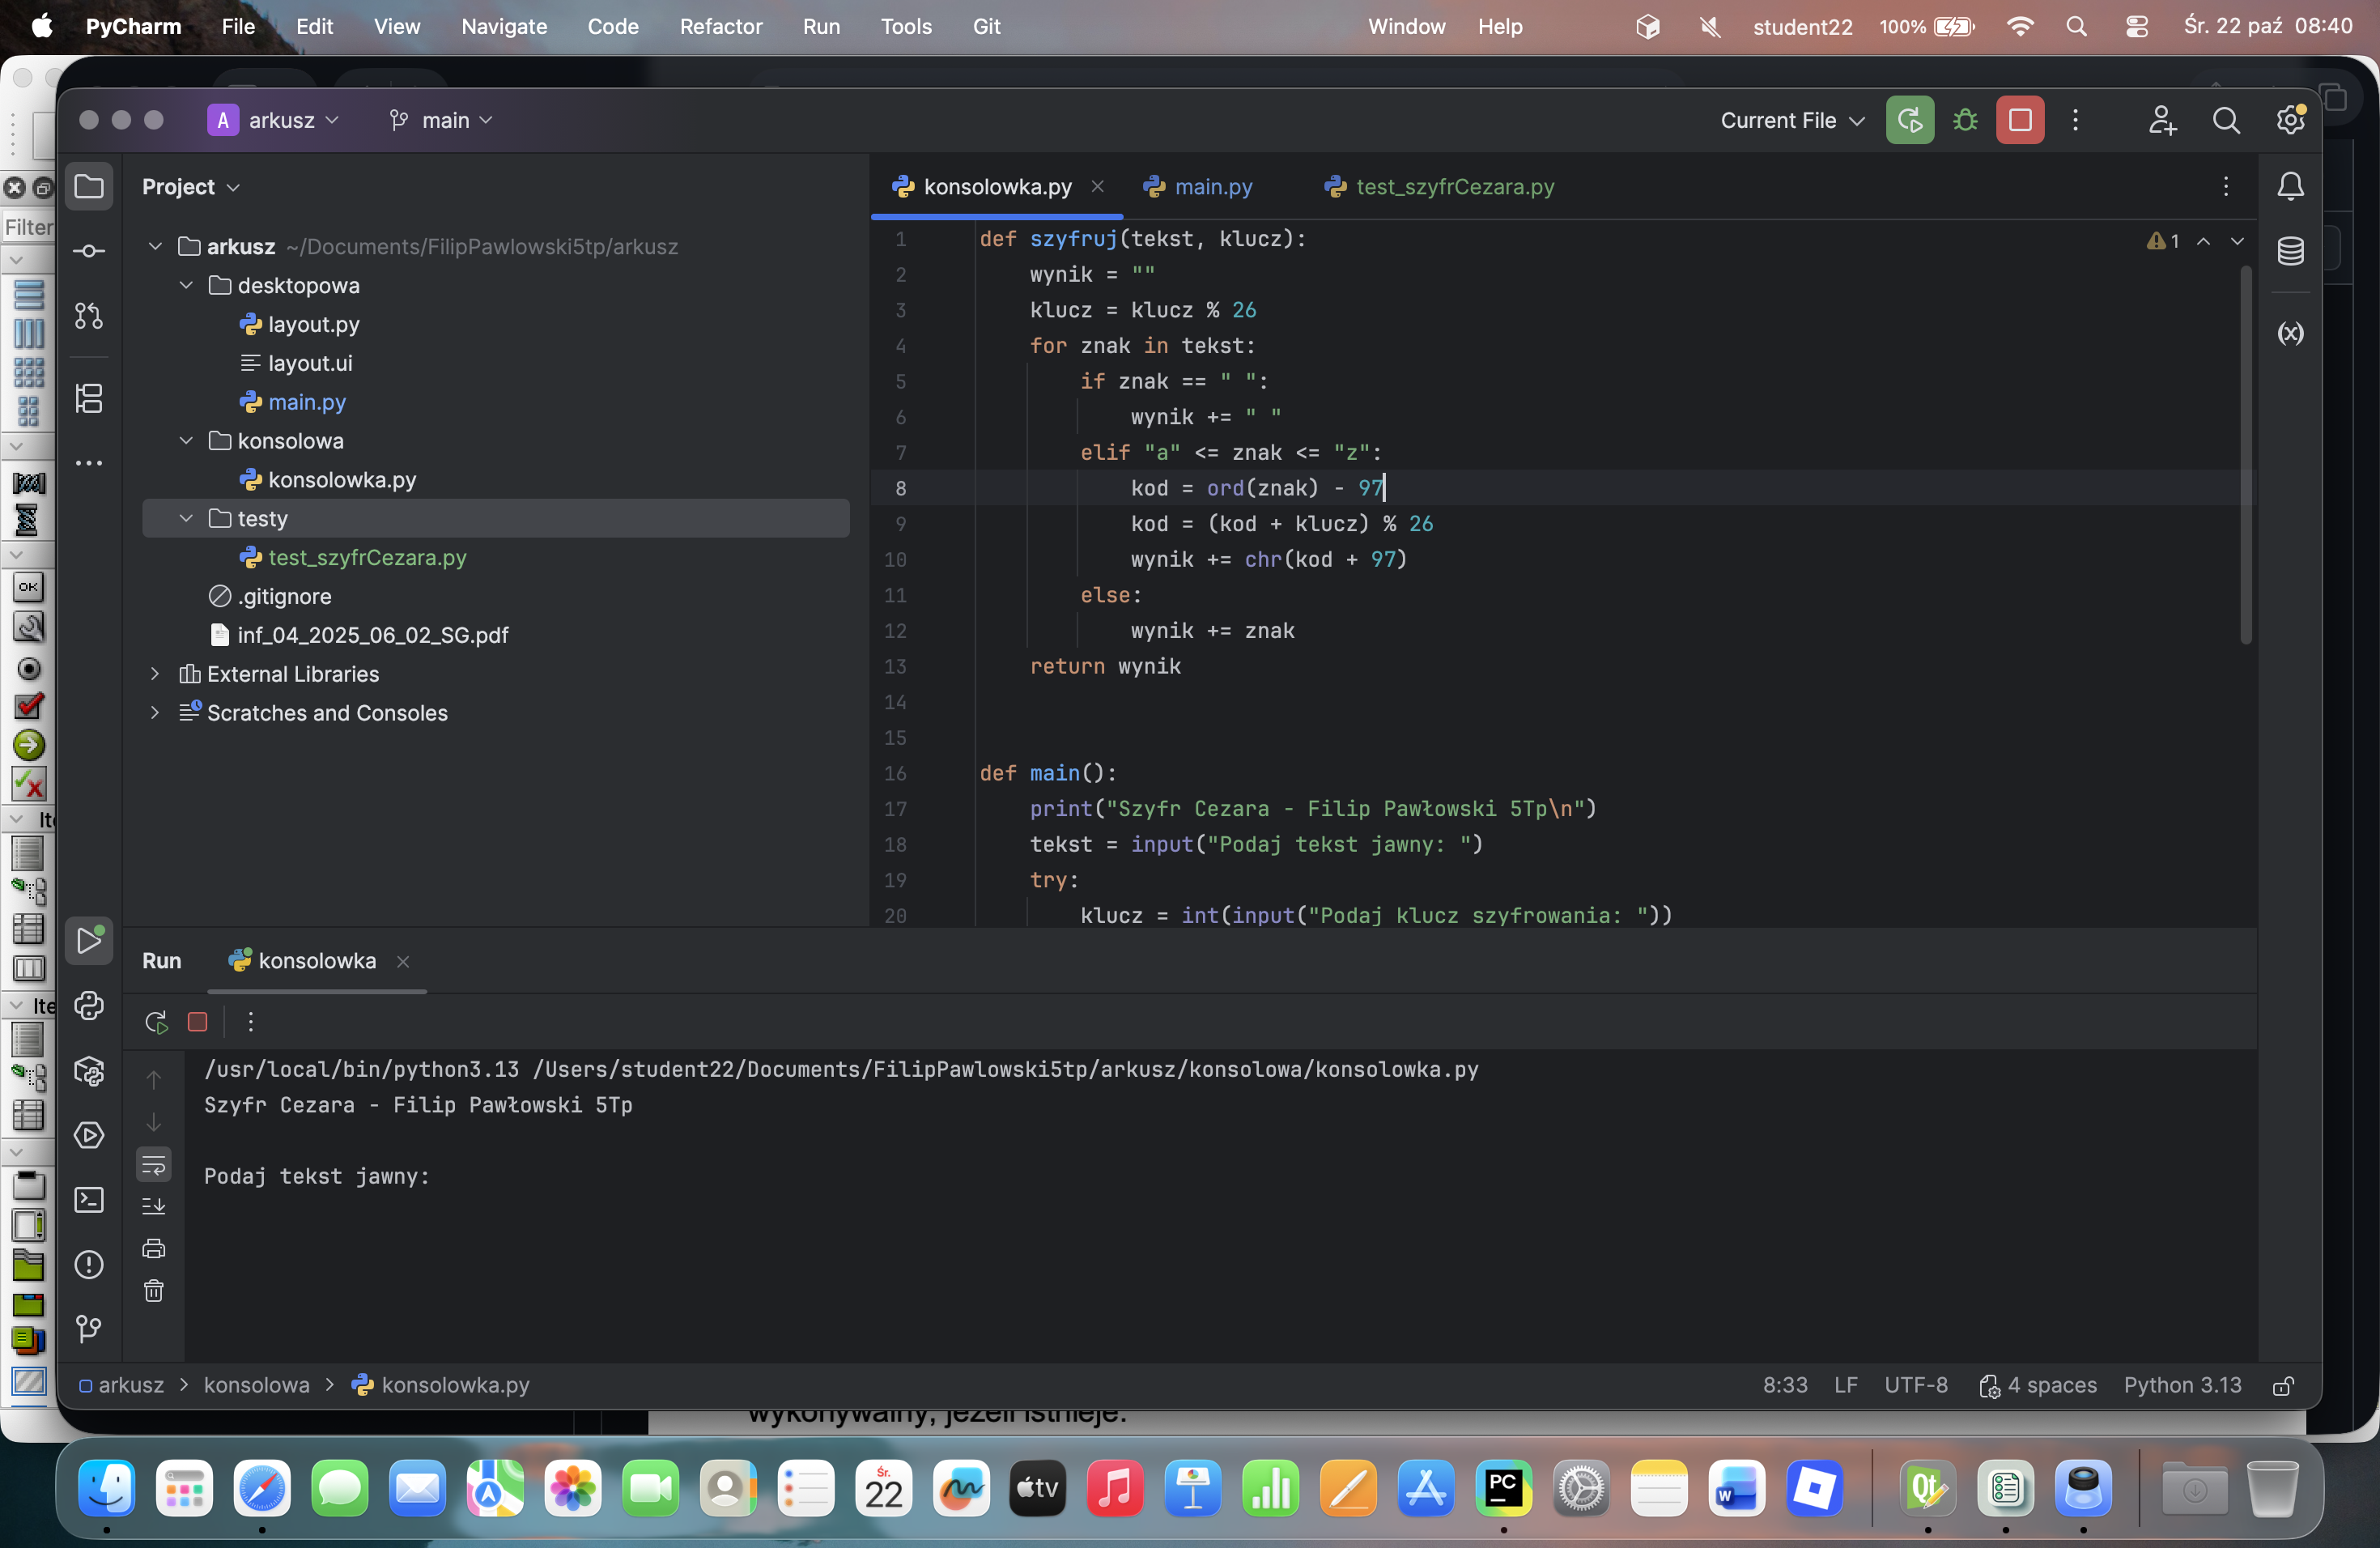 PyCharm File Edit View Navigate Code Refactor Run Tools Git Window Help student22 100% Śr. 22 paź 08:40
A arkusz main Current File
Filter
Project
arkusz ~/Documents/FilipPawlowski5tp/arkusz
desktopowa
layout.py
layout.ui
main.py
konsolowa
konsolowka.py
testy
test_szyfrCezara.py
.gitignore
inf_04_2025_06_02_SG.pdf
External Libraries
Scratches and Consoles
OK
Ite
konsolowka.py main.py test_szyfrCezara.py
1
1 def szyfruj(tekst, klucz):
2 wynik = ""
3 klucz = klucz % 26
4 for znak in tekst:
5 if znak == " ":
6 wynik += " "
7 elif "a" <= znak <= "z":
8 kod = ord(znak) - 97
9 kod = (kod + klucz) % 26
10 wynik += chr(kod + 97)
11 else:
12 wynik += znak
13 return wynik
14
15
16 def main():
17 print("Szyfr Cezara - Filip Pawłowski 5Tp\n")
18 tekst = input("Podaj tekst jawny: ")
19 try:
20 klucz = int(input("Podaj klucz szyfrowania: "))
Run konsolowka
/usr/local/bin/python3.13 /Users/student22/Documents/FilipPawlowski5tp/arkusz/konsolowa/konsolowka.py
Szyfr Cezara - Filip Pawłowski 5Tp
Podaj tekst jawny:
arkusz > konsolowa > konsolowka.py 8:33 LF UTF-8 4 spaces Python 3.13
wykonywalny, jeżeli istnieje.
Śr.
22
tv
PC
W
Qt